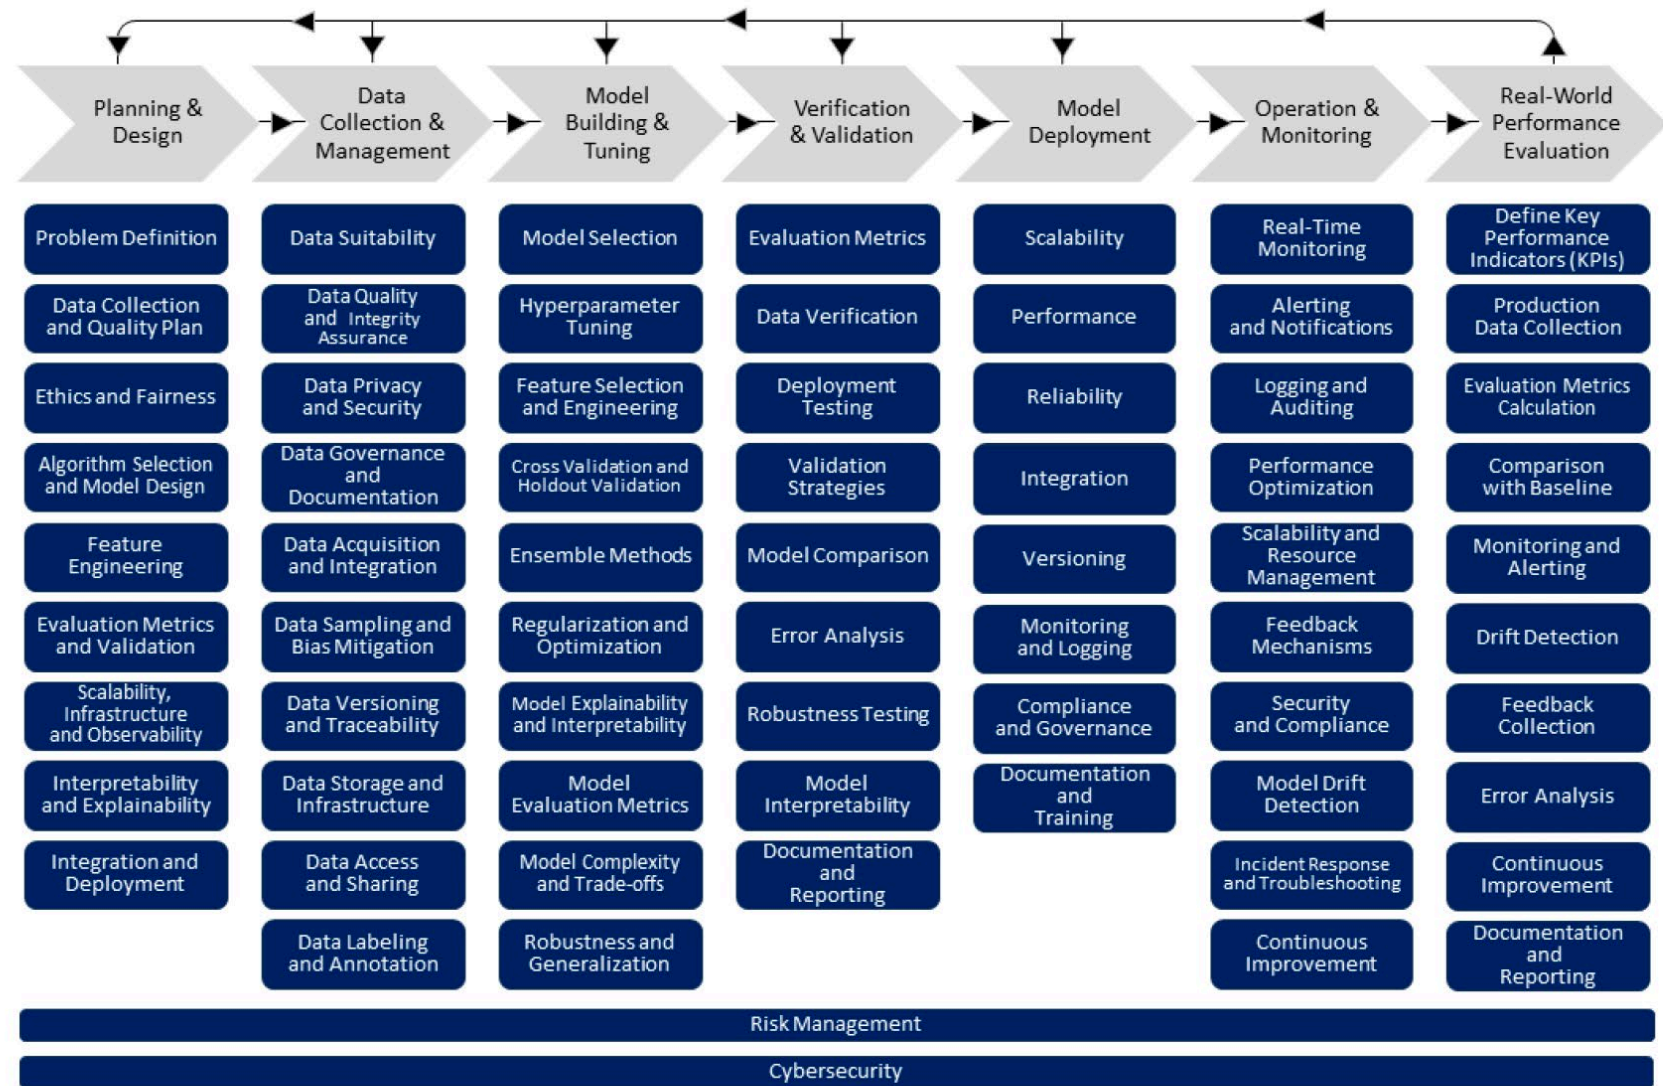 Planning &
Design
Data
Collection &
Management
Model
Building &
Tuning
Verification
& Validation
Model
Deployment
Operation &
Monitoring
Real-World
Performance
Evaluation
Problem Definition
Data Collection
and Quality Plan
Ethics and Fairness
Algorithm Selection
and Model Design
Feature
Engineering
Evaluation Metrics
and Validation
Scalability,
Infrastructure
and Observability
Interpretability
and Explainability
Integration and
Deployment
Data Suitability
Data Quality
and Integrity
Assurance
Data Privacy
and Security
Data Governance
and
Documentation
Data Acquisition
and Integration
Data Sampling and
Bias Mitigation
Data Versioning
and Traceability
Data Storage and
Infrastructure
Data Access
and Sharing
Data Labeling
and Annotation
Model Selection
Hyperparameter
Tuning
Feature Selection
and Engineering
Cross Validation and
Holdout Validation
Ensemble Methods
Regularization and
Optimization
Model Explainability
and Interpretability
Model
Evaluation Metrics
Model Complexity
and Trade-offs
Robustness and
Generalization
Evaluation Metrics
Data Verification
Deployment
Testing
Validation
Strategies
Model Comparison
Error Analysis
Robustness Testing
Model
Interpretability
Documentation
and
Reporting
Scalability
Performance
Reliability
Integration
Versioning
Monitoring
and Logging
Compliance
and Governance
Documentation
and
Training
Real-Time
Monitoring
Alerting
and Notifications
Logging and
Auditing
Performance
Optimization
Scalability and
Resource
Management
Feedback
Mechanisms
Security
and Compliance
Model Drift
Detection
Incident Response
and Troubleshooting
Continuous
Improvement
Define Key
Performance
Indicators (KPIs)
Production
Data Collection
Evaluation Metrics
Calculation
Comparison
with Baseline
Monitoring and
Alerting
Drift Detection
Feedback
Collection
Error Analysis
Continuous
Improvement
Documentation
and
Reporting
Risk Management
Cybersecurity